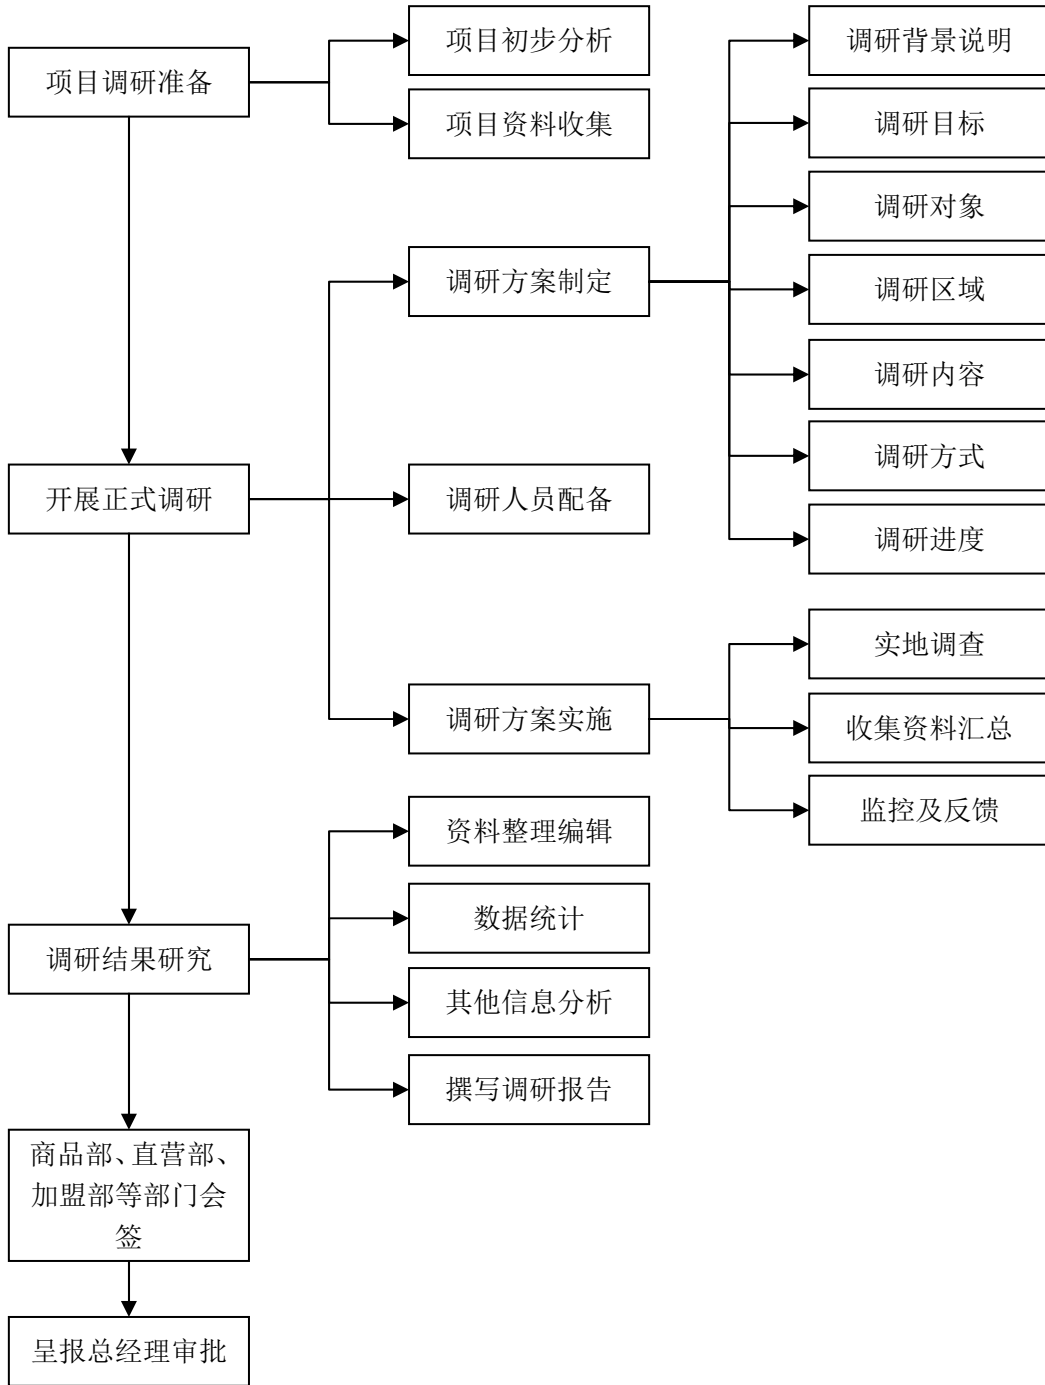 项目调研准备
项目初步分析
项目资料收集
调研背景说明
调研目标
调研对象
调研方案制定
调研区域
调研内容
调研方式
开展正式调研
调研人员配备
调研进度
实地调查
调研方案实施
收集资料汇总
监控及反馈
资料整理编辑
数据统计
调研结果研究
其他信息分析
撰写调研报告
商品部、直营部、
加盟部等部门会
签
呈报总经理审批